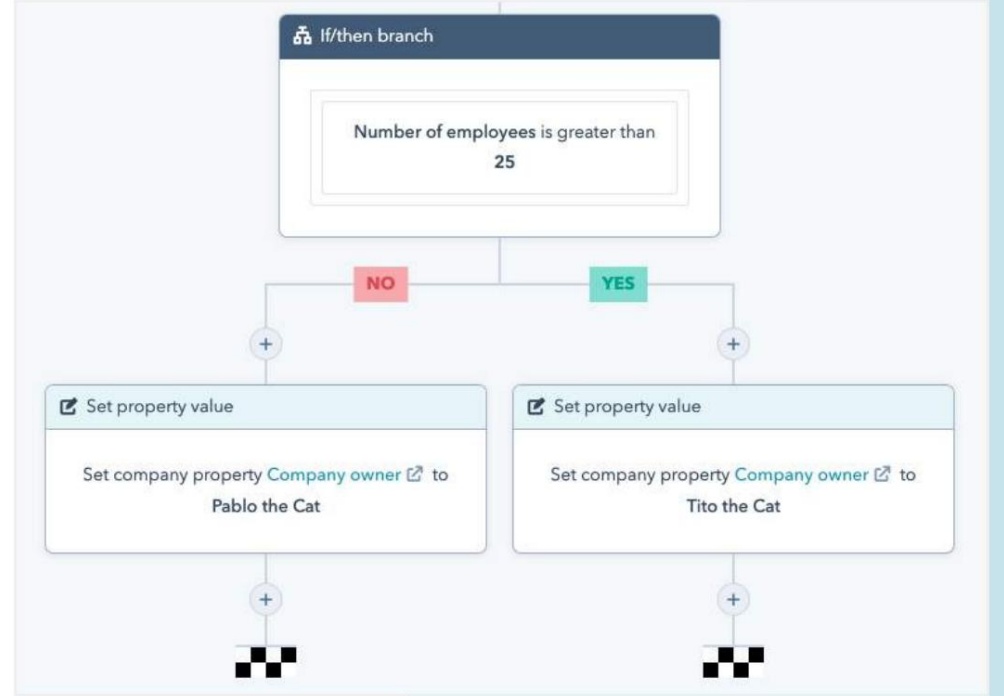 If/then branch
Number of employees is greater than
25
NO
YES
Set property value
Set company property Company owner to
Pablo the Cat
Set property value
Set company property Company owner to
Tito the Cat